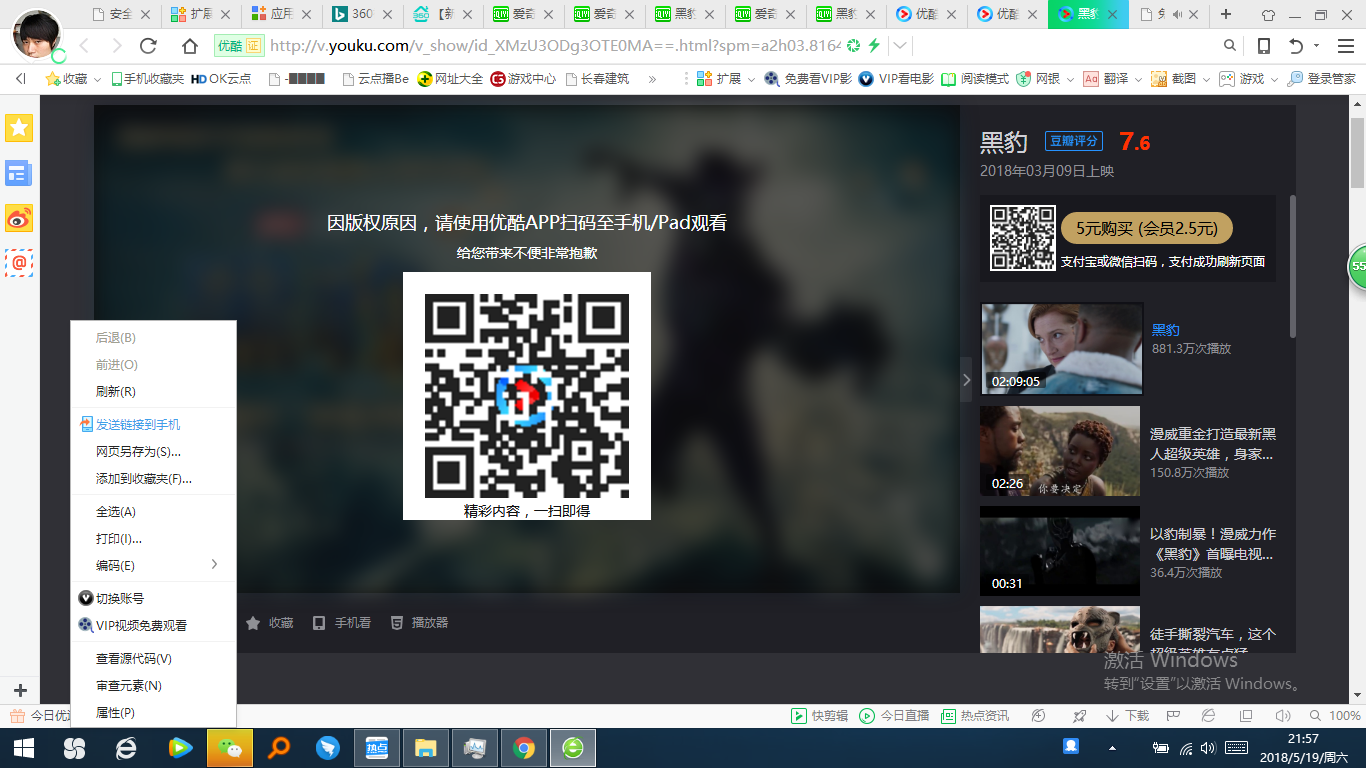 安全
扩展
应用
360
【新
爱奇
爱奇
黑豹
爱奇
黑豹
优酷
优酷
黑豹
优酷 证
http://v.youku.com/v_show/id_XMzU3ODg3OTE0MA==.html?spm=a2h03.8164
收藏
手机收藏夹
HD OK云点
云点播Be
网址大全
游戏中心
长春建筑
»
扩展
免费看VIP影
VIP看电影
阅读模式
网银
翻译
截图
游戏
登录管家
因版权原因，请使用优酷APP扫码至手机/Pad观看
给您带来不便非常抱歉
精彩内容，一扫即得
黑豹 豆瓣评分 7.6
2018年03月09日上映
5元购买 (会员2.5元)
支付宝或微信扫码，支付成功刷新页面
02:09:05
黑豹
881.3万次播放
02:26
你要决定
漫威重金打造最新黑
人超级英雄，身家...
150.8万次播放
00:31
以豹制暴！漫威力作
《黑豹》首曝电视...
36.4万次播放
徒手撕裂汽车，这个
55
后退(B)
前进(O)
刷新(R)
发送链接到手机
网页另存为(S)...
添加到收藏夹(F)...
全选(A)
打印(I)...
编码(E)
切换账号
VIP视频免费观看
查看源代码(V)
审查元素(N)
属性(P)
收藏
手机看
播放器
激活 Windows
转到“设置”以激活 Windows。
今日优
快剪辑
今日直播
热点资讯
下载
100%
热点
21:57
2018/5/19/周六